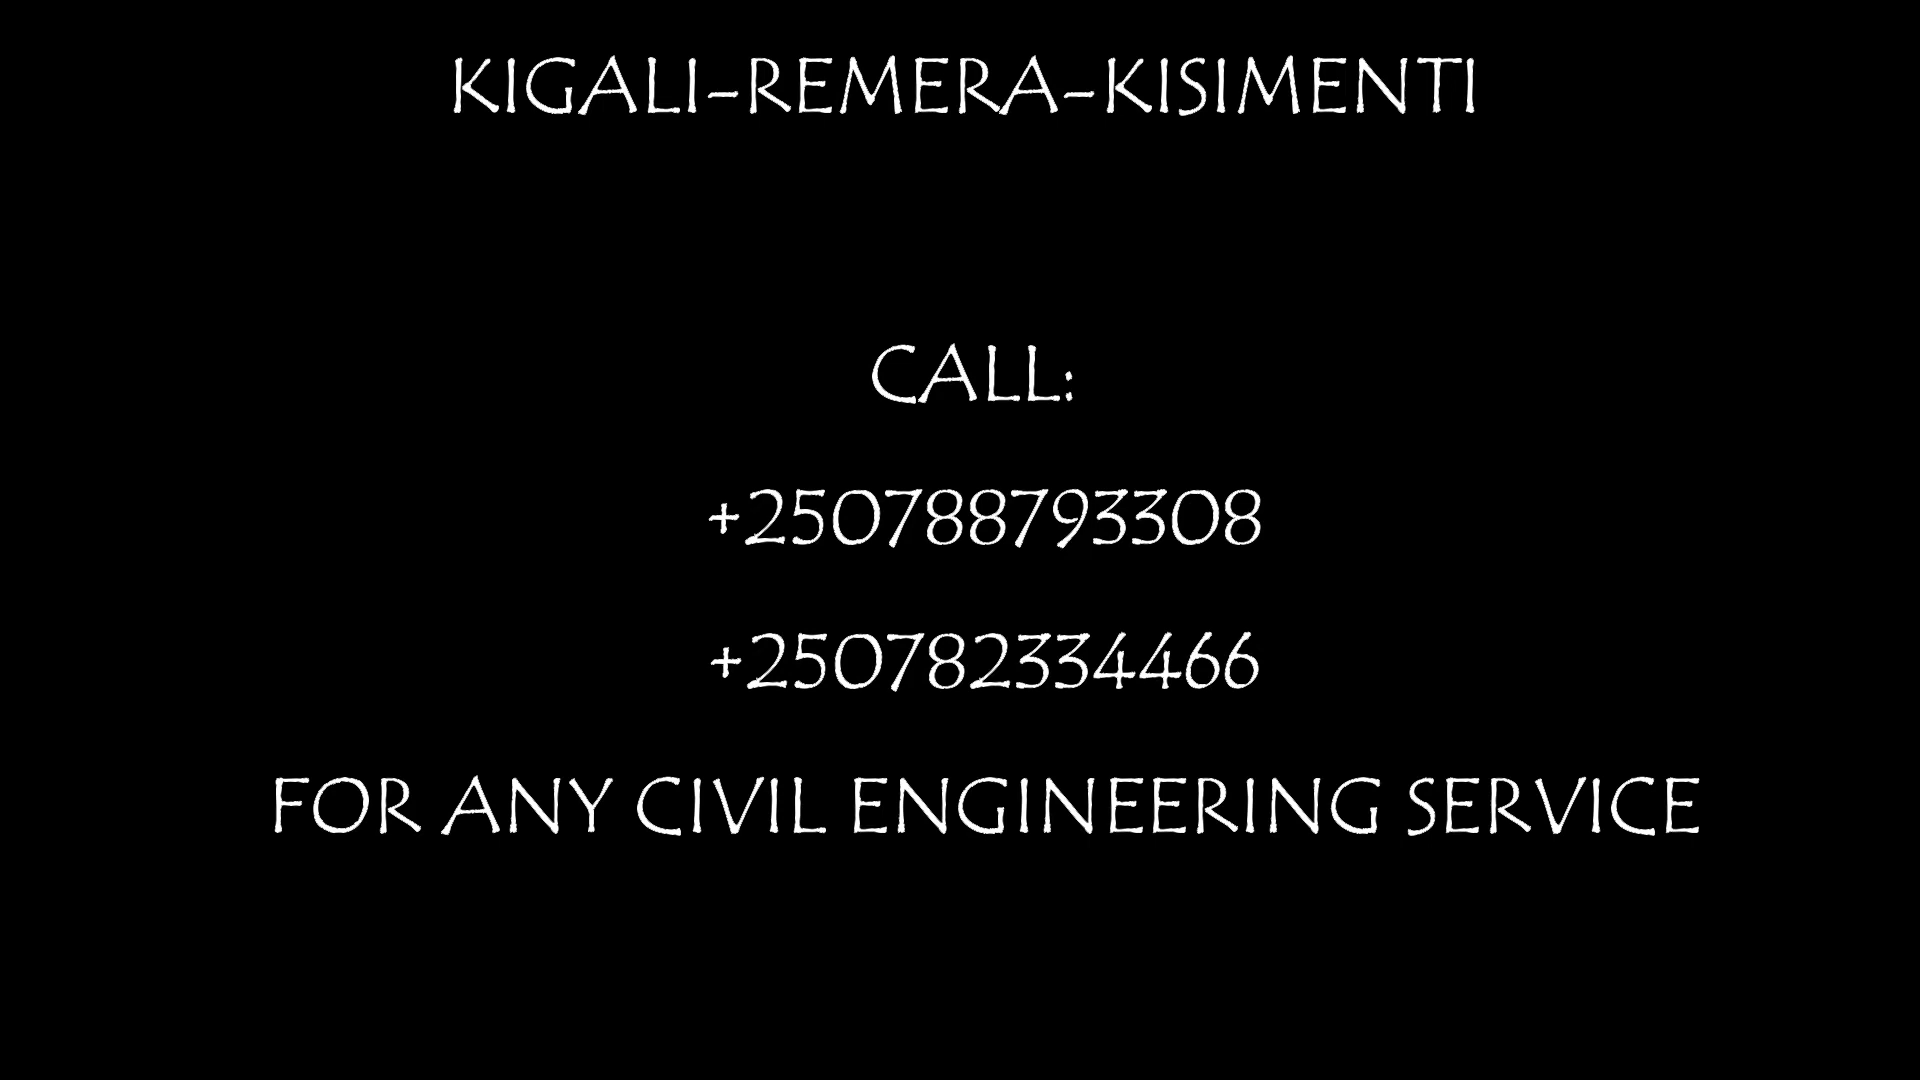 KIGALI-REMERA-KISIMENTI
CALL:
+250788793308
+250782334466
FOR ANY CIVIL ENGINEERING SERVICE